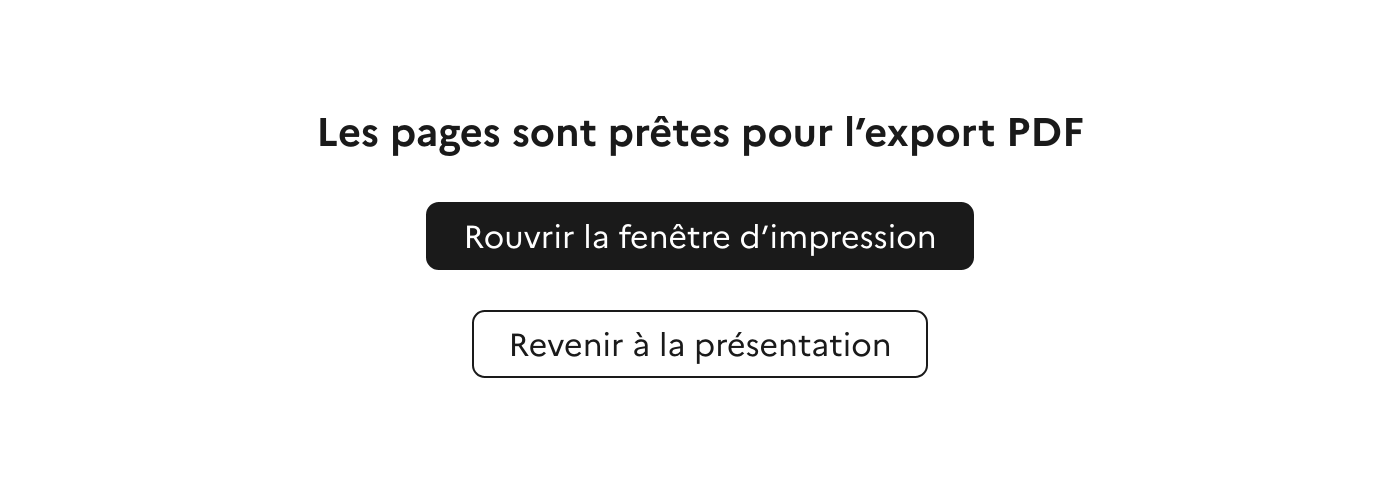 Les pages sont prêtes pour l’export PDF
Rouvrir la fenêtre d’impression
Revenir à la présentation